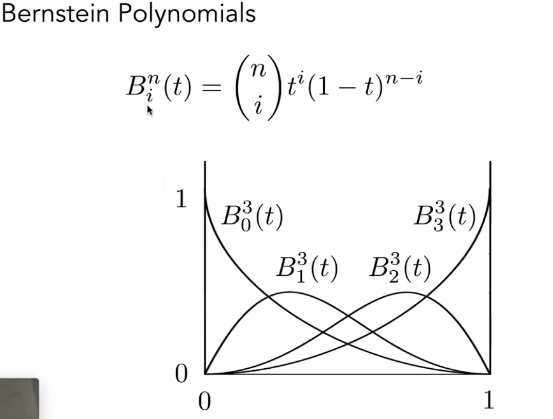 Bernstein Polynomials
$B_i^n(t) = \binom{n}{i} t^i (1-t)^{n-i}$
1
$B_0^3(t)$ $B_3^3(t)$
$B_1^3(t)$ $B_2^3(t)$
0
0 1